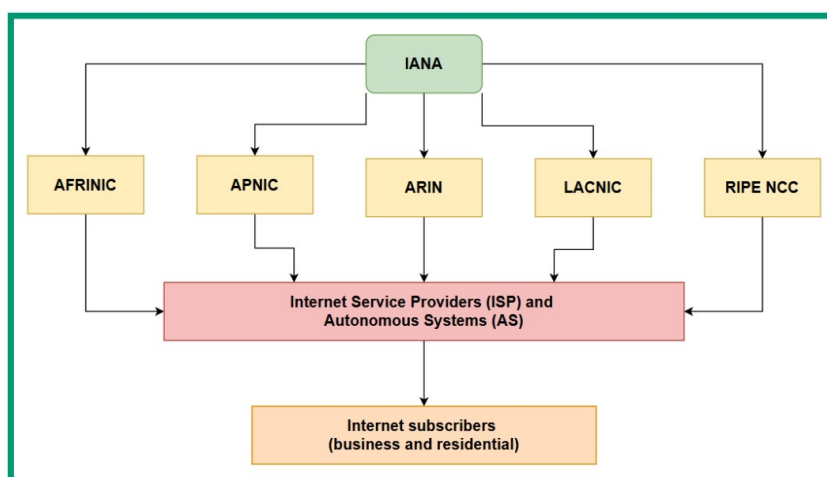 IANA
AFRINIC
APNIC
ARIN
LACNIC
RIPE NCC
Internet Service Providers (ISP) and
Autonomous Systems (AS)
Internet subscribers
(business and residential)